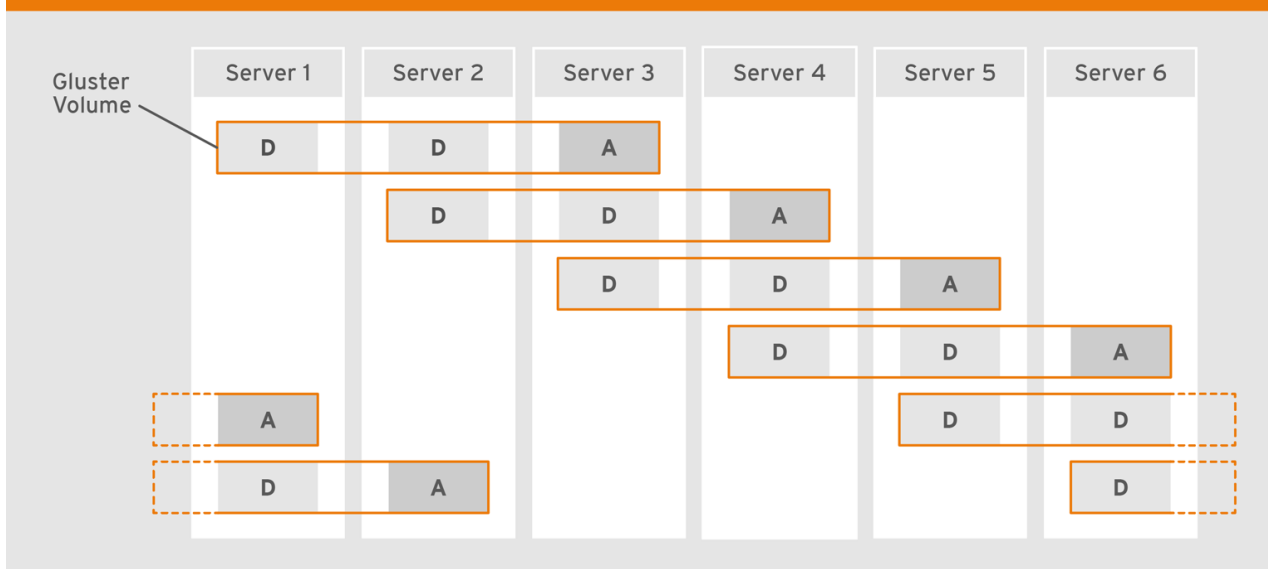 Server 1 Server 2 Server 3 Server 4 Server 5 Server 6
Gluster
Volume
D D A
D D A
D D A
D D A
A D D
D A D